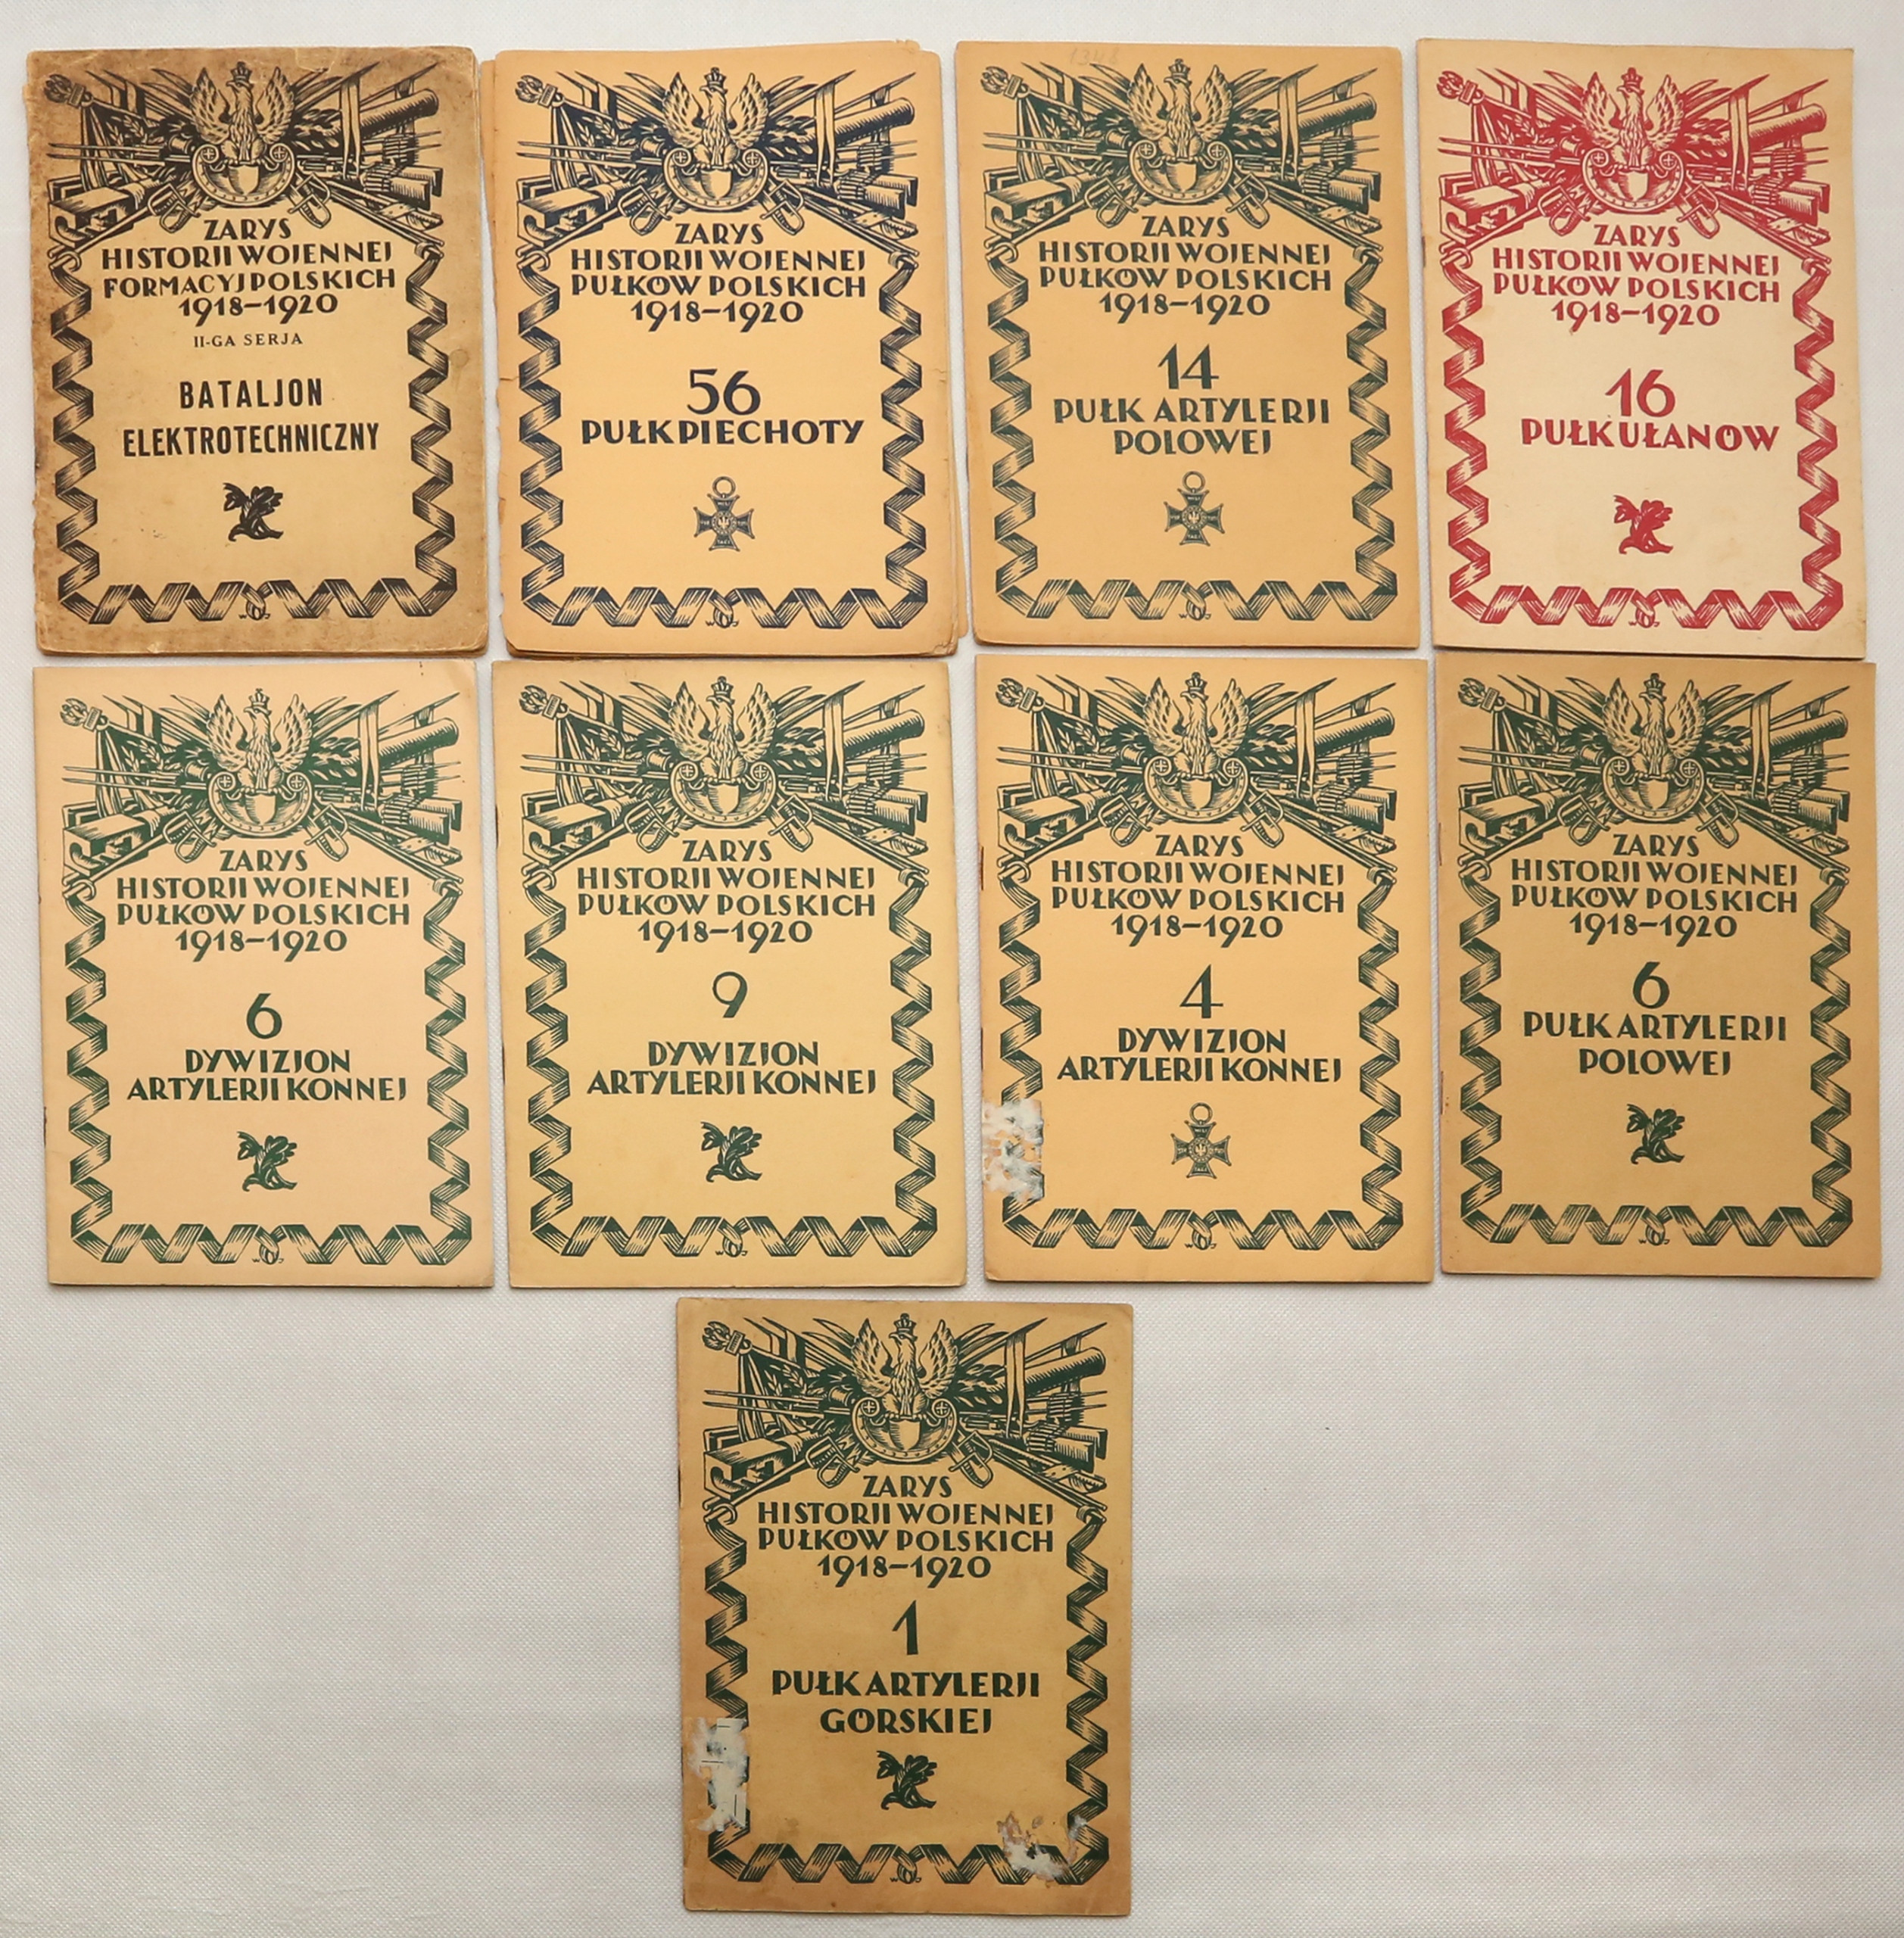 ZARYS
HISTORJI WOJENNEJ
FORMACYJ POLSKICH
1918-1920
II-GA SERJA
BATALJON
ELEKTROTECHNICZNY
ZARYS
HISTORJI WOJENNEJ
PUŁKÓW POLSKICH
1918-1920
56
PUŁK PIECHOTY
ZARYS
HISTORJI WOJENNEJ
PUŁKÓW POLSKICH
1918-1920
14
PUŁK ARTYLERJI
POLOWEJ
ZARYS
HISTORJI WOJENNEJ
PUŁKÓW POLSKICH
1918-1920
16
PUŁK UŁANÓW
ZARYS
HISTORJI WOJENNEJ
PUŁKÓW POLSKICH
1918-1920
6
DYWIZJON
ARTYLERJI KONNEJ
ZARYS
HISTORJI WOJENNEJ
PUŁKÓW POLSKICH
1918-1920
9
DYWIZJON
ARTYLERJI KONNEJ
ZARYS
HISTORJI WOJENNEJ
PUŁKÓW POLSKICH
1918-1920
4
DYWIZJON
ARTYLERJI KONNEJ
ZARYS
HISTORJI WOJENNEJ
PUŁKÓW POLSKICH
1918-1920
6
PUŁK ARTYLERJI
POLOWEJ
ZARYS
HISTORJI WOJENNEJ
PUŁKÓW POLSKICH
1918-1920
1
PUŁK ARTYLERJI
GÓRSKIEJ